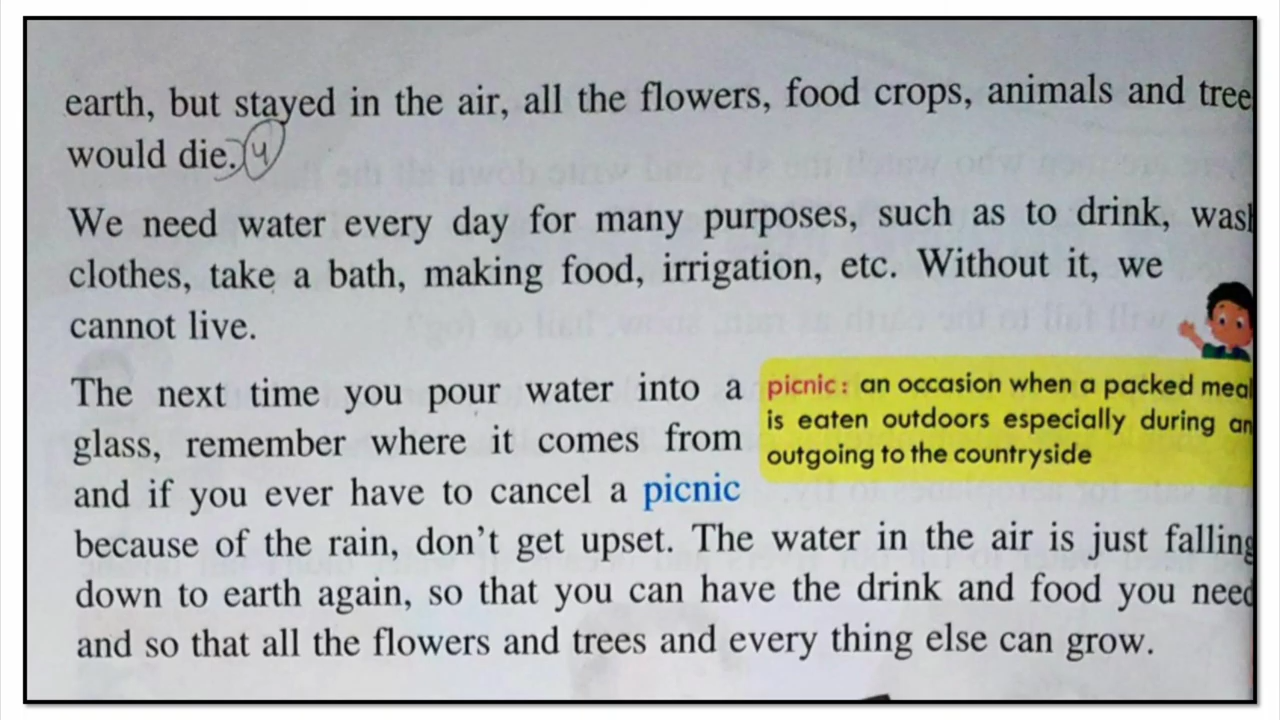 earth, but stayed in the air, all the flowers, food crops, animals and tree
would die. 4
We need water every day for many purposes, such as to drink, wash
clothes, take a bath, making food, irrigation, etc. Without it, we
cannot live.
The next time you pour water into a
glass, remember where it comes from
and if you ever have to cancel a picnic
because of the rain, don't get upset. The water in the air is just falling
down to earth again, so that you can have the drink and food you need
and so that all the flowers and trees and every thing else can grow.
picnic: an occasion when a packed meal
is eaten outdoors especially during an
outgoing to the countryside